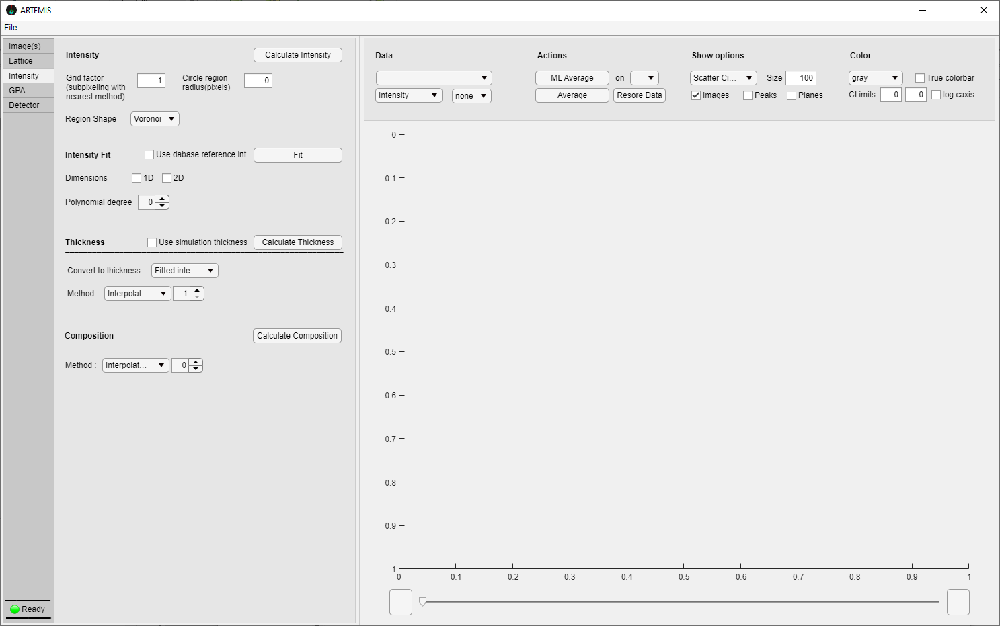 ARTEMIS
File
Image(s)
Lattice
Intensity
GPA
Detector
Ready
Intensity
Calculate Intensity
Grid factor
(subpixeling with
nearest method)
1
Circle region
radius(pixels)
0
Region Shape
Voronoi
Intensity Fit
Use dabase reference int
Fit
Dimensions
1D
2D
Polynomial degree
0
Thickness
Use simulation thickness
Calculate Thickness
Convert to thickness
Fitted inte...
Method :
Interpolat...
1
Composition
Calculate Composition
Method :
Interpolat...
0
Data
Intensity
none
Actions
ML Average
on
Average
Resore Data
Show options
Scatter Ci...
Size
100
Images
Peaks
Planes
Color
gray
True colorbar
CLimits:
0
0
log caxis
0
0.1
0.2
0.3
0.4
0.5
0.6
0.7
0.8
0.9
1
0
0.1
0.2
0.3
0.4
0.5
0.6
0.7
0.8
0.9
1